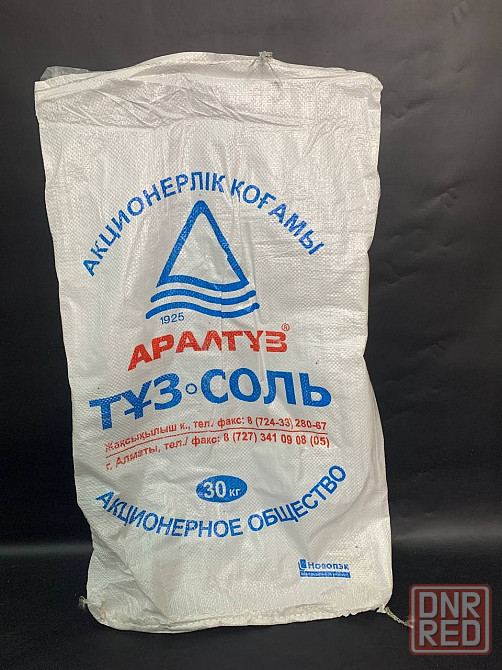 АКЦИОНЕРЛІК ҚОҒАМЫ
1925
АРАЛТҰЗ®
ТҰЗ•СОЛЬ
Жақсықылыш к., тел. факс: 8 (724-33) 280-67
г. Алматы, тел./ факс: 8 (727) 341 09 08 (05)
30 кг
АКЦИОНЕРНОЕ ОБЩЕСТВО
Новопэк
DNR
RED